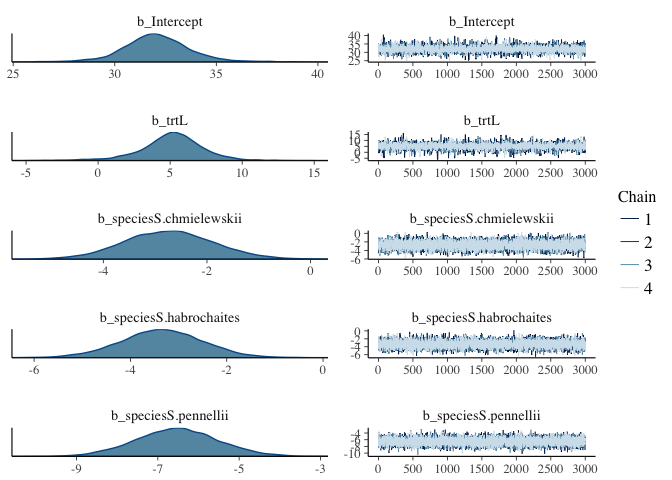 b_Intercept
25 30 35 40
b_trtL
-5 0 5 10 15
b_speciesS.chmielewskii
-4 -2 0
b_speciesS.habrochaites
-6 -4 -2 0
b_speciesS.pennellii
-9 -7 -5 -3
b_Intercept
40
35
30
25
0 500 1000 1500 2000 2500 3000
b_trtL
15
10
5
0
-5
0 500 1000 1500 2000 2500 3000
b_speciesS.chmielewskii
0
-2
-4
-6
0 500 1000 1500 2000 2500 3000
b_speciesS.habrochaites
0
-2
-4
-6
0 500 1000 1500 2000 2500 3000
b_speciesS.pennellii
-4
-6
-8
-10
0 500 1000 1500 2000 2500 3000
Chain
1
2
3
4